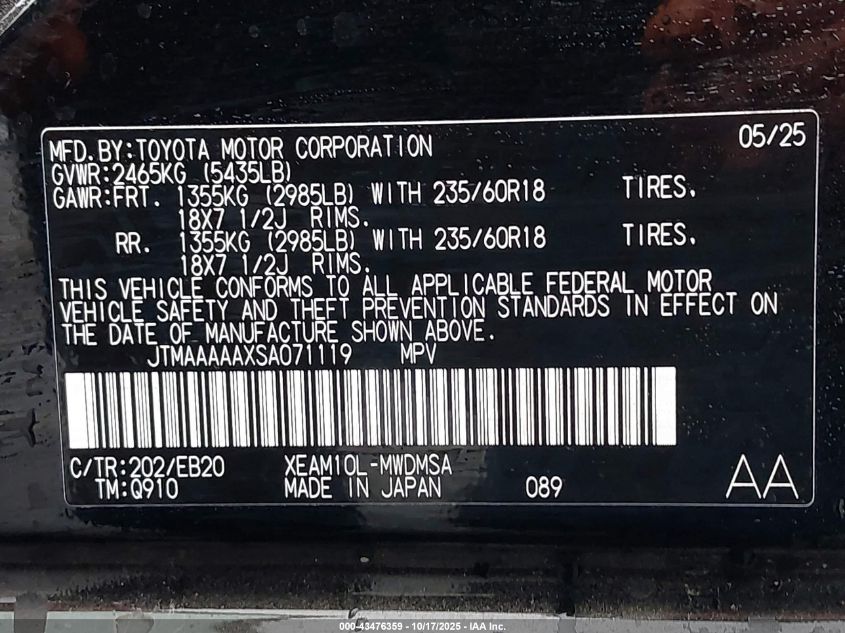 MFD.BY:TOYOTA MOTOR CORPORATION 05/25
GVWR:2465KG (5435LB)
GAWR:FRT. 1355KG (2985LB) WITH 235/60R18 TIRES.
18X7 1/2J RIMS.
RR. 1355KG (2985LB) WITH 235/60R18 TIRES.
18X7 1/2J RIMS.
THIS VEHICLE CONFORMS TO ALL APPLICABLE FEDERAL MOTOR
VEHICLE SAFETY AND THEFT PREVENTION STANDARDS IN EFFECT ON
THE DATE OF MANUFACTURE SHOWN ABOVE.
JTMAAAAAXSA071119 MPV
C/TR:202/EB20 XEAM10L-MWDMSA
TM:Q910 MADE IN JAPAN 089 AA
000-43476359 - 10/17/2025 - IAA Inc.